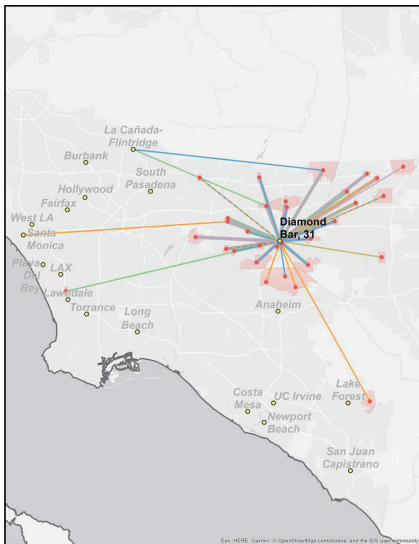 La Cañada-
Flintridge
Burbank
South
Pasadena
Hollywood
Fairfax
West LA
Santa
Monica
Diamond
Bar, 31
Playa
Del
Rey
LAX
Lawndale
Torrance
Long
Beach
Anaheim
Costa
Mesa
UC Irvine
Newport
Beach
Lake
Forest
San Juan
Capistrano
Esri, HERE, Garmin, © OpenStreetMap contributors, and the GIS user community